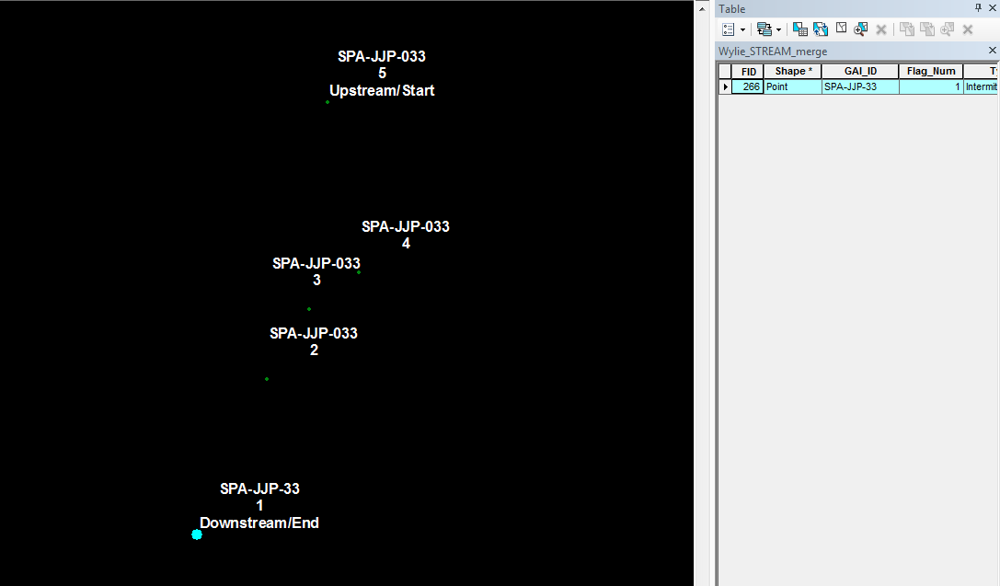 SPA-JJP-033
5
Upstream/Start
SPA-JJP-033
4
SPA-JJP-033
3
SPA-JJP-033
2
SPA-JJP-33
1
Downstream/End
Table
Wylie_STREAM_merge
FID Shape * GAI_ID Flag_Num Ty
266 Point SPA-JJP-33 1 Intermit